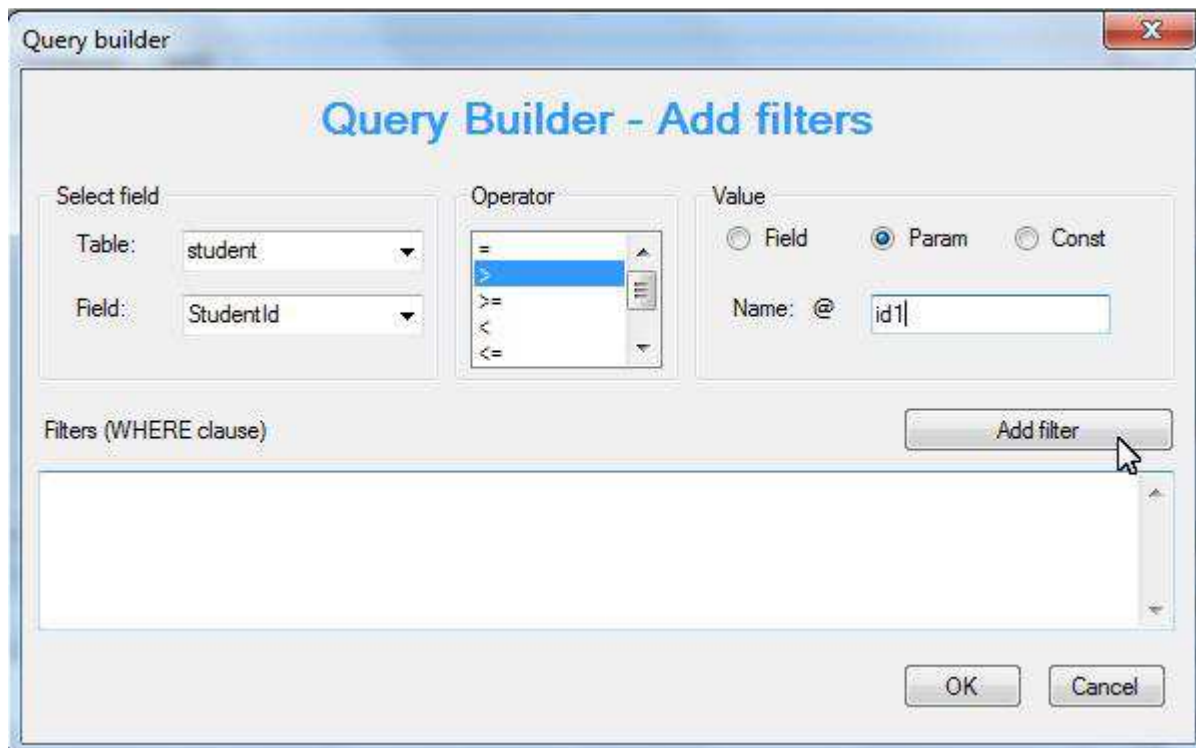 Query builder
Query Builder - Add filters
Select field
Table:
student
Field:
StudentId
Operator
=
>
>=
<
<=
Value
Field
Param
Const
Name: @
id1
Filters (WHERE clause)
Add filter
OK
Cancel